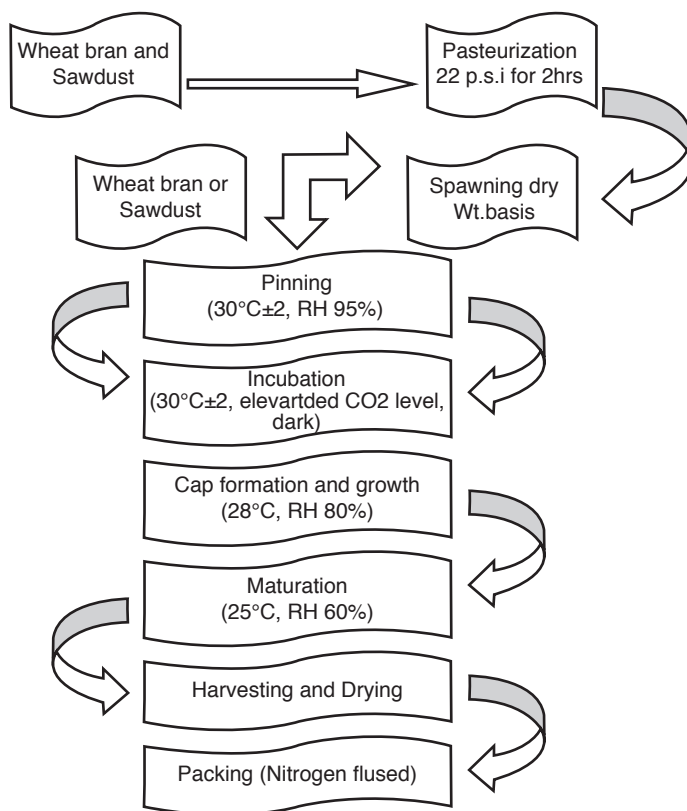 Wheat bran and
Sawdust
Pasteurization
22 p.s.i for 2hrs
Wheat bran or
Sawdust
Spawning dry
Wt.basis
Pinning
(30°C±2, RH 95%)
Incubation
(30°C±2, elevartded CO2 level,
dark)
Cap formation and growth
(28°C, RH 80%)
Maturation
(25°C, RH 60%)
Harvesting and Drying
Packing (Nitrogen flused)